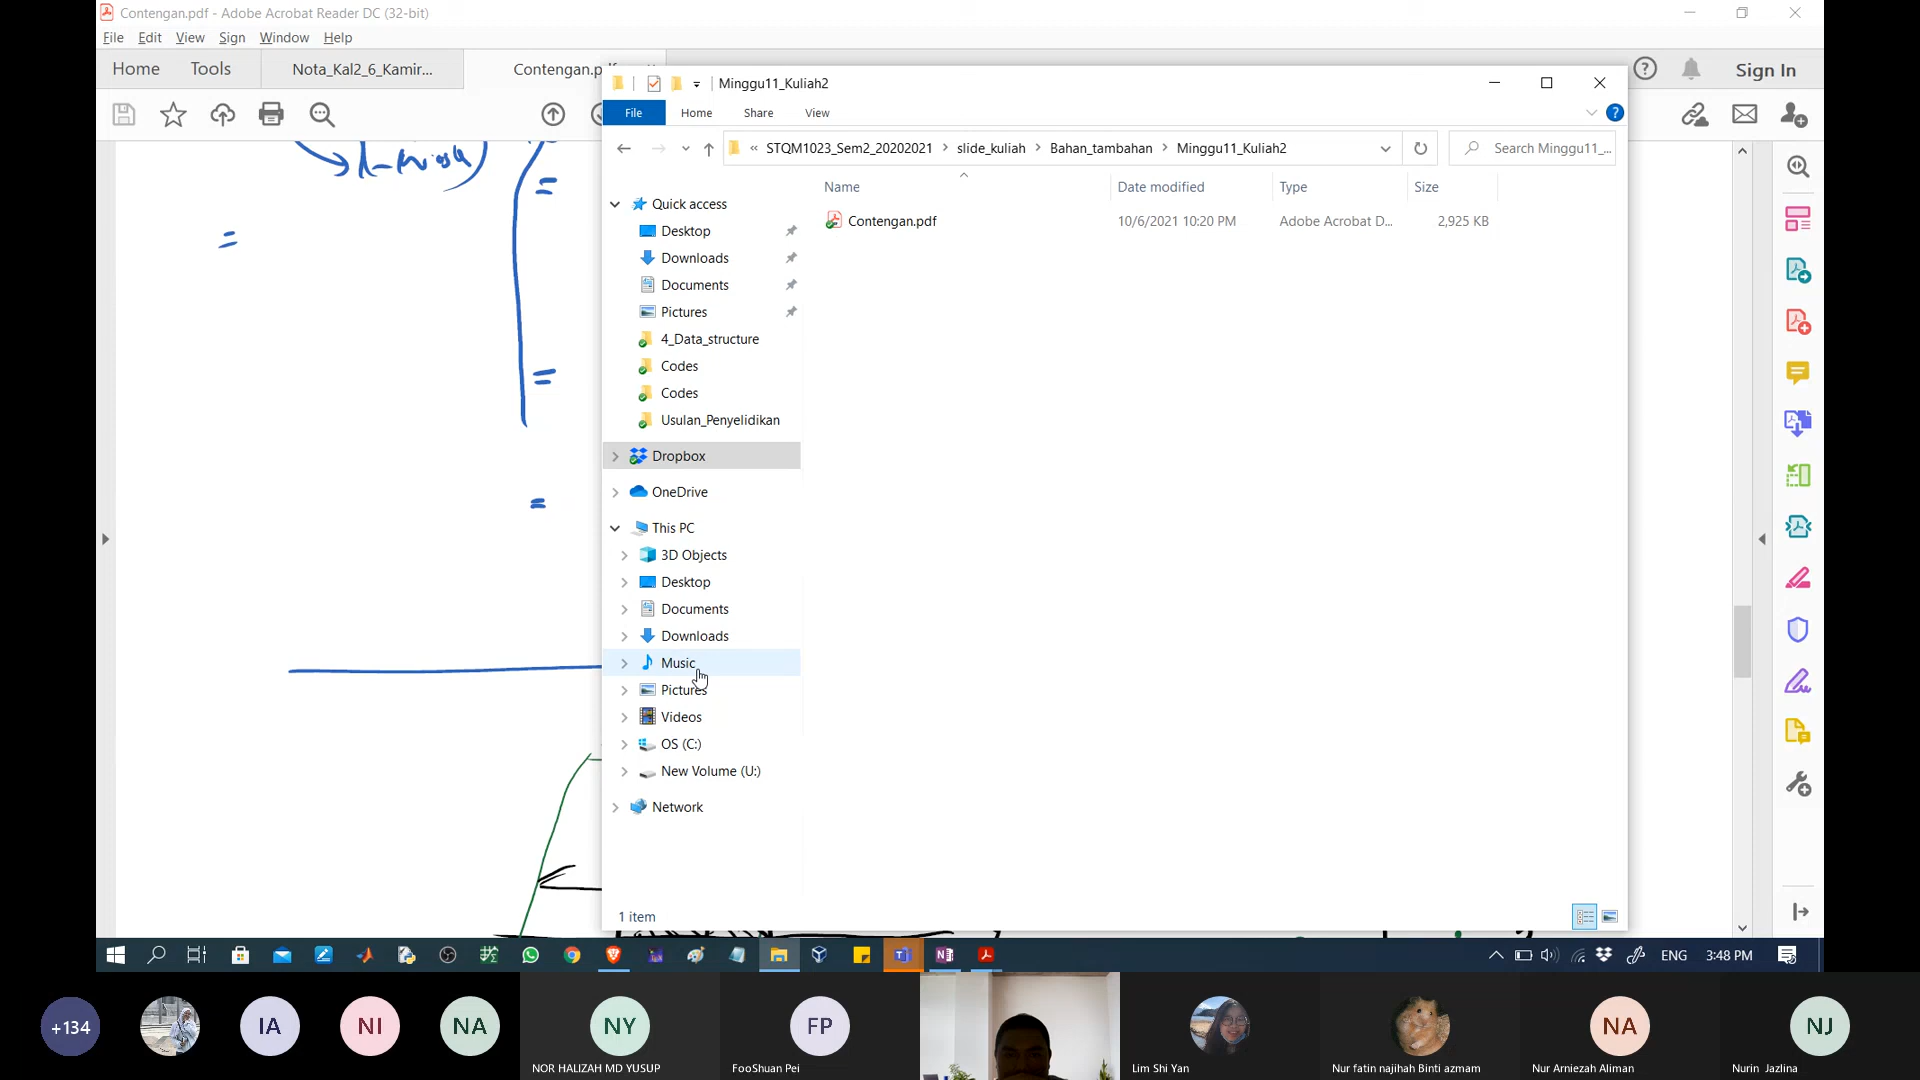 Contengan.pdf - Adobe Acrobat Reader DC (32-bit)
File Edit View Sign Window Help
Home Tools Nota_Kal2_6_Kamir... Contengan.p
Sign In
Minggu11_Kuliah2
File Home Share View
« STQM1023_Sem2_20202021 > slide_kuliah > Bahan_tambahan > Minggu11_Kuliah2
Search Minggu11_...
Name Date modified Type Size
Contengan.pdf 10/6/2021 10:20 PM Adobe Acrobat D... 2,925 KB
Quick access
Desktop
Downloads
Documents
Pictures
4_Data_structure
Codes
Codes
Usulan_Penyelidikan
Dropbox
OneDrive
This PC
3D Objects
Desktop
Documents
Downloads
Music
Pictures
Videos
OS (C:)
New Volume (U:)
Network
1 item
=
=
=
=
ENG 3:48 PM
+134 IA NI NA NY FP NA NJ
NOR HALIZAH MD YUSUP
FooShuan Pei
Lim Shi Yan
Nur fatin najihah Binti azmam
Nur Arniezah Aliman
Nurin Jazlina